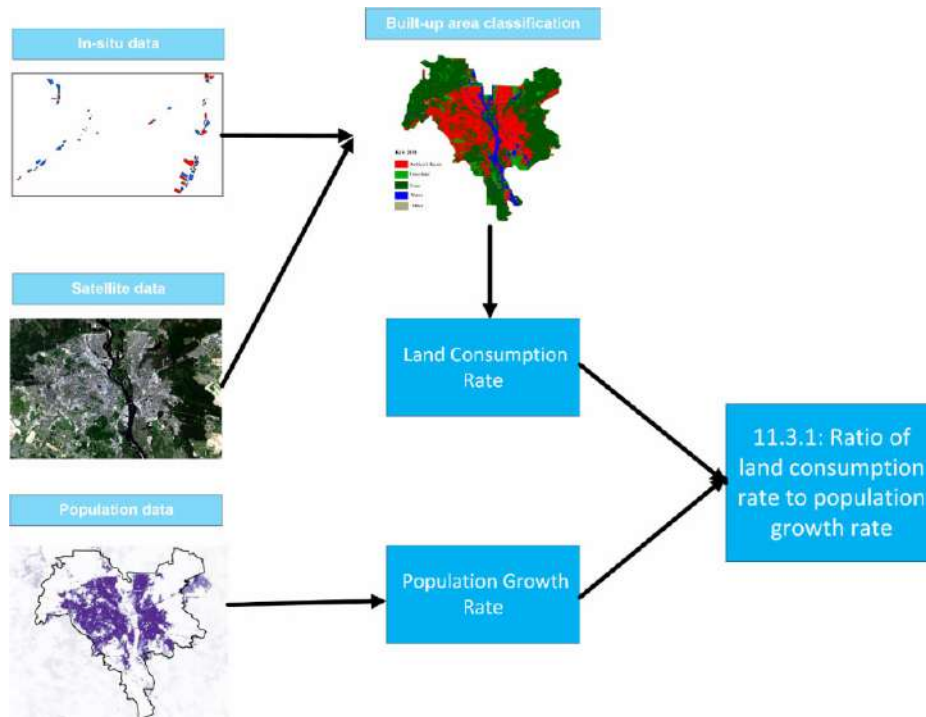 In-situ data
Built-up area classification
Satellite data
Land Consumption
Rate
11.3.1: Ratio of
land consumption
rate to population
growth rate
Population data
Population Growth
Rate